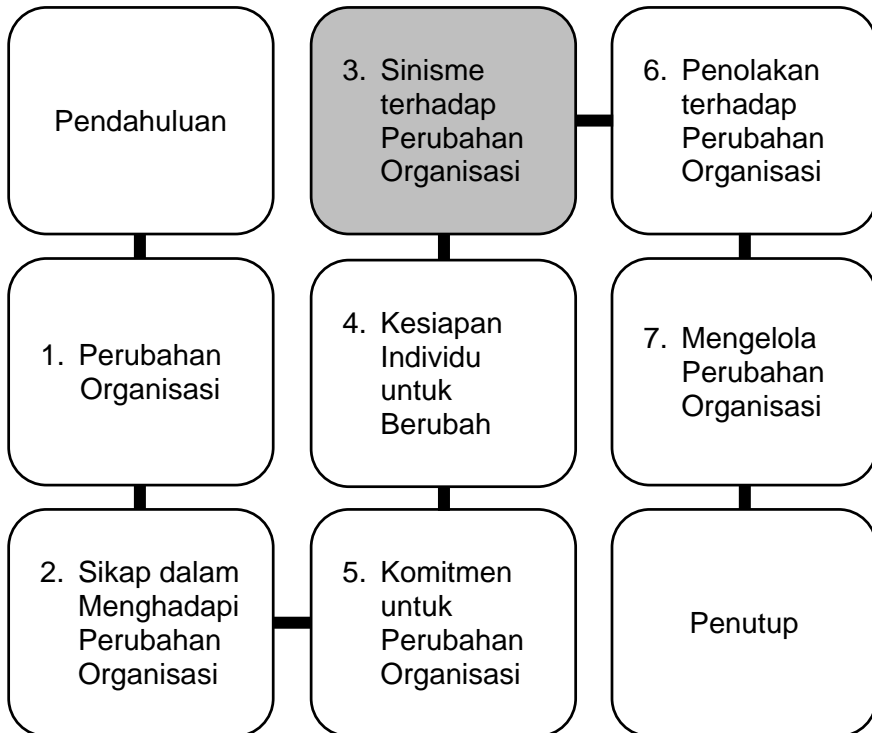 Pendahuluan
1. Perubahan
Organisasi
2. Sikap dalam
Menghadapi
Perubahan
Organisasi
3. Sinisme
terhadap
Perubahan
Organisasi
4. Kesiapan
Individu
untuk
Berubah
5. Komitmen
untuk
Perubahan
Organisasi
6. Penolakan
terhadap
Perubahan
Organisasi
7. Mengelola
Perubahan
Organisasi
Penutup